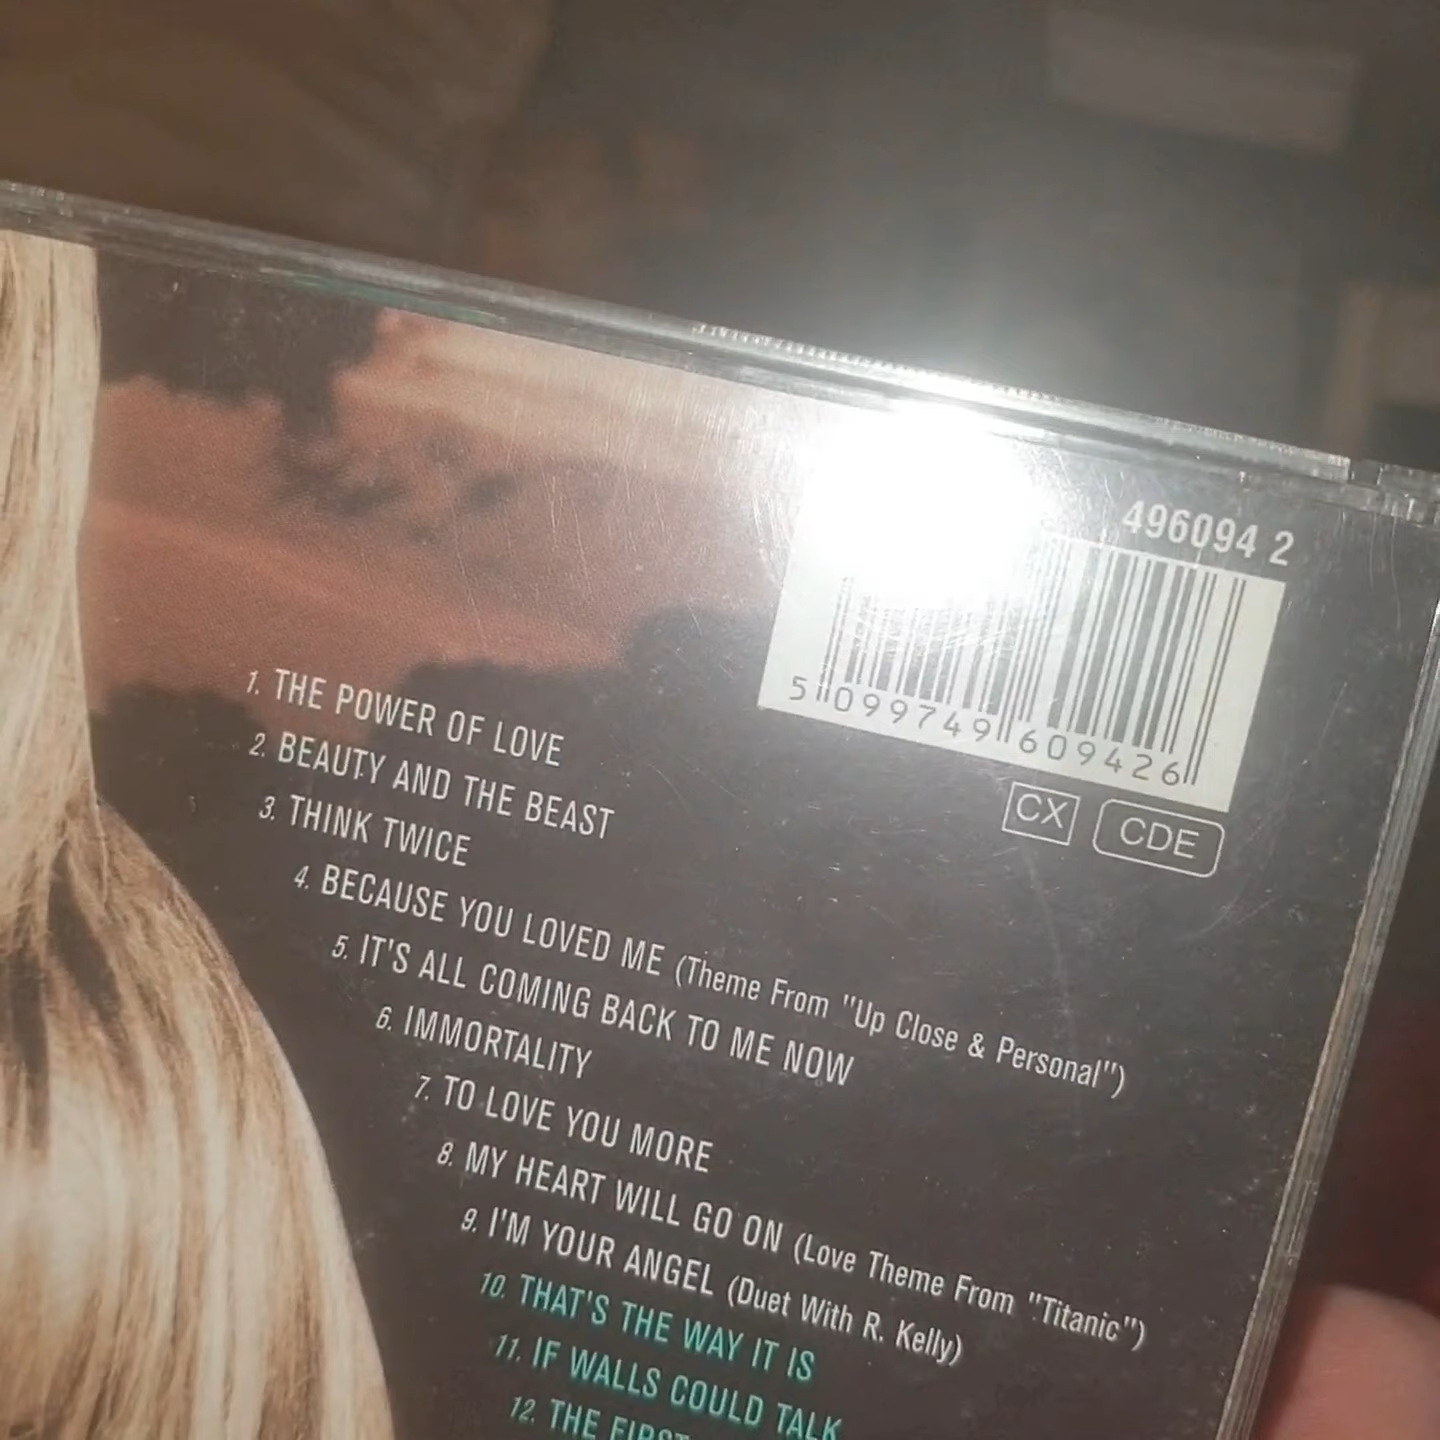 496094 2
5 099749 609426
CX CDE
1. THE POWER OF LOVE
2. BEAUTY AND THE BEAST
3. THINK TWICE
4. BECAUSE YOU LOVED ME (Theme From "Up Close & Personal")
5. IT'S ALL COMING BACK TO ME NOW
6. IMMORTALITY
7. TO LOVE YOU MORE
8. MY HEART WILL GO ON (Love Theme From "Titanic")
9. I'M YOUR ANGEL (Duet With R. Kelly)
10. THAT'S THE WAY IT IS
11. IF WALLS COULD TALK
12. THE FIRST